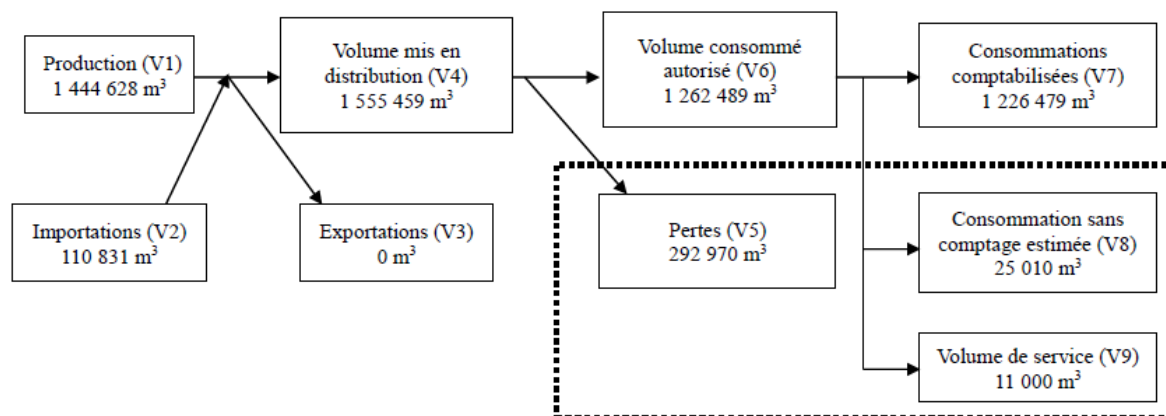 Production (V1)
1 444 628 m³
Volume mis en
distribution (V4)
1 555 459 m³
Volume consommé
autorisé (V6)
1 262 489 m³
Consommations
comptabilisées (V7)
1 226 479 m³
Importations (V2)
110 831 m³
Exportations (V3)
0 m³
Pertes (V5)
292 970 m³
Consommation sans
comptage estimée (V8)
25 010 m³
Volume de service (V9)
11 000 m³